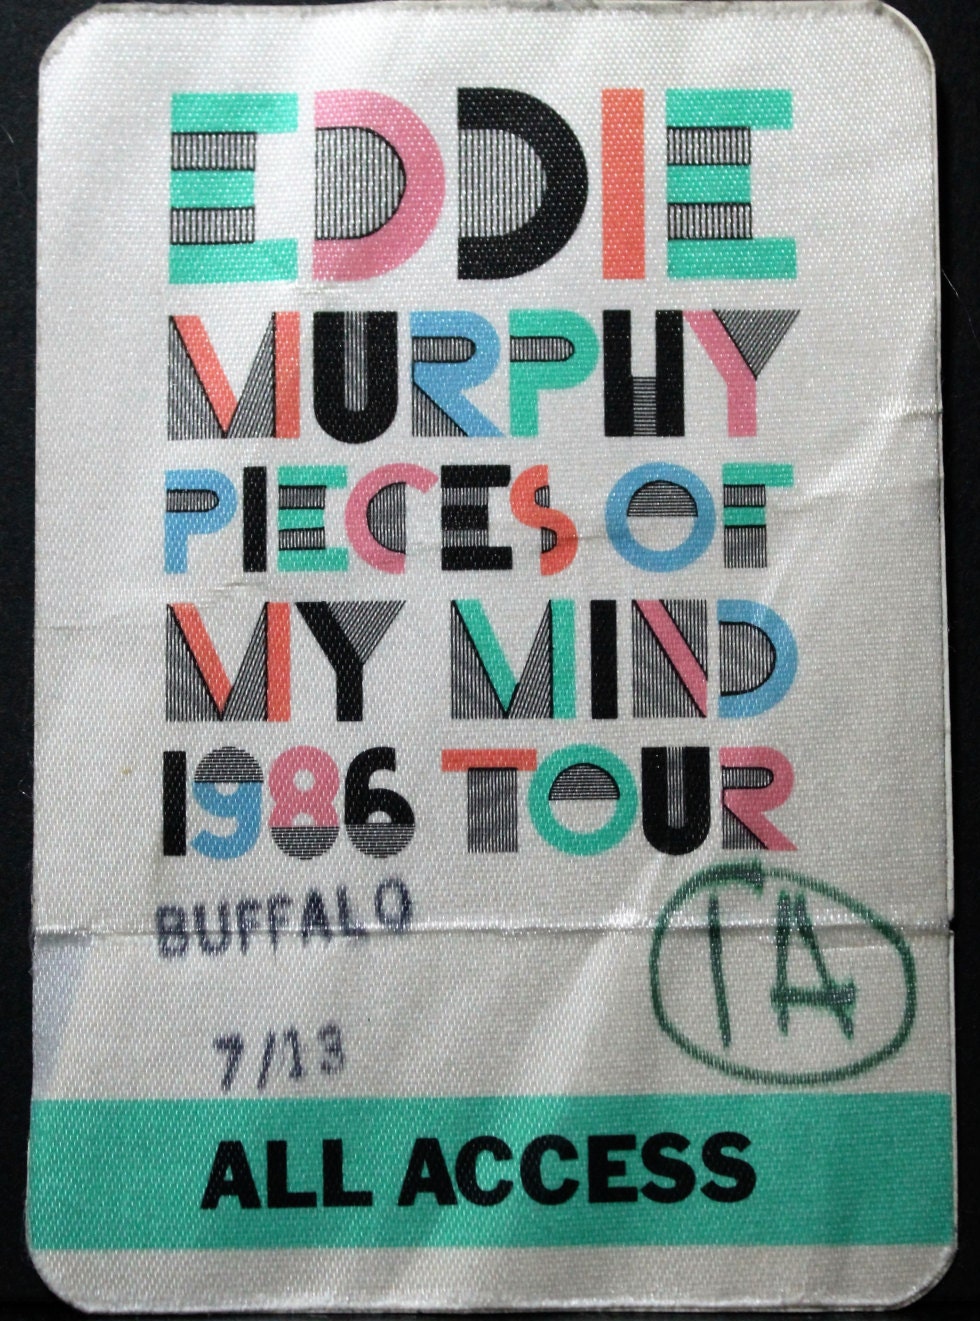 EDDIE
MURPHY
PIECES OF
MY MIND
1986 TOUR
BUFFALO
TA
7/13
ALL ACCESS